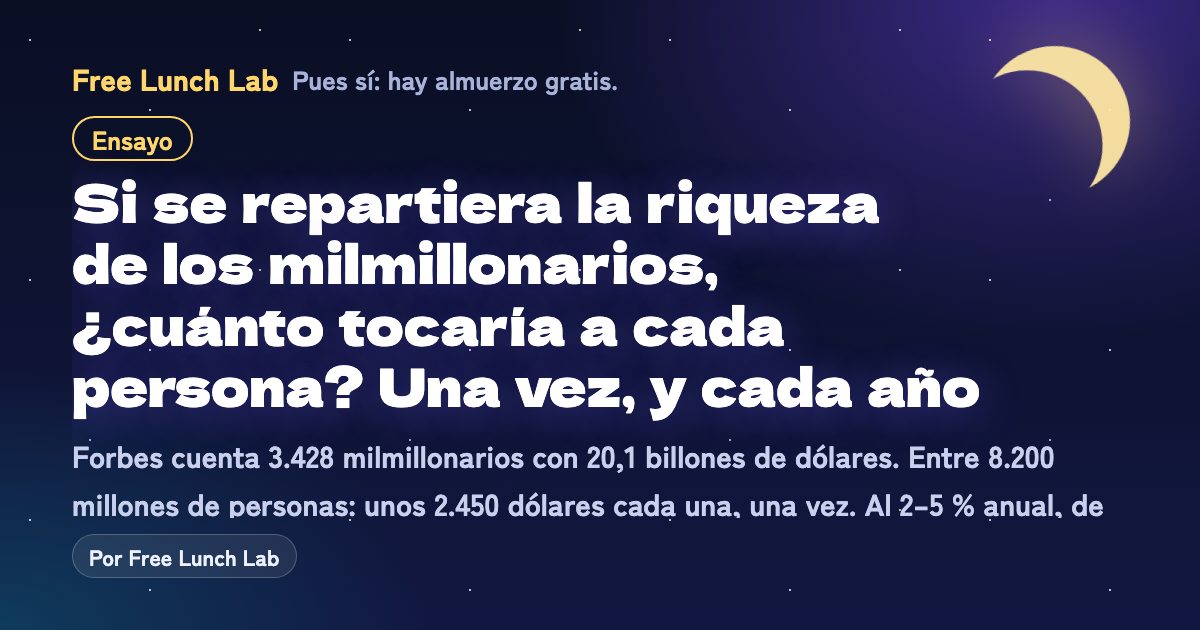 Free Lunch Lab Pues sí: hay almuerzo gratis.
Ensayo
Si se repartiera la riqueza
de los milmillonarios,
¿cuánto tocaría a cada
persona? Una vez, y cada año
Forbes cuenta 3.428 milmillonarios con 20,1 billones de dólares. Entre 8.200
millones de personas: unos 2.450 dólares cada una, una vez. Al 2–5 % anual, de
Por Free Lunch Lab